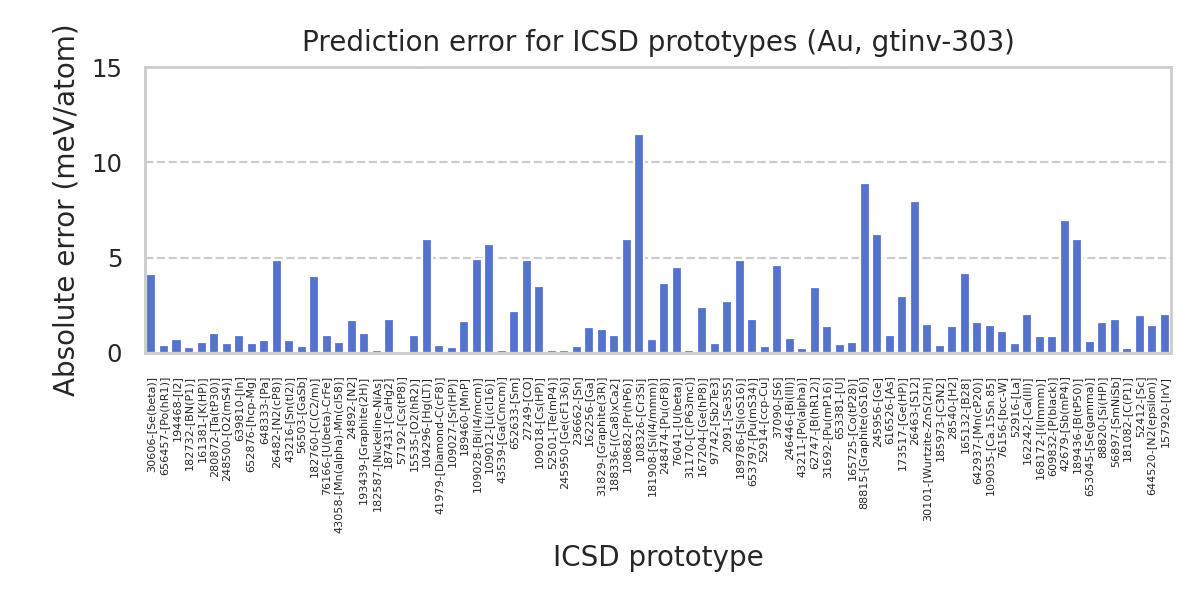 Prediction error for ICSD prototypes (Au, gtinv-303)
Absolute error (meV/atom)
15
10
5
0
30606-[Se(beta)]
656457-[Po(hR1)]
194468-[I2]
182732-[BN(P1)]
161381-[K(HP)]
280872-[Ta(tP30)]
248500-[O2(mS4)]
639810-[In]
652876-[hcp-Mg]
648333-[Pa]
26482-[N2(cP8)]
43216-[Sn(tI2)]
56503-[GaSb]
182760-[C(C2/m)]
76166-[U(beta)-CrFe]
43058-[Mn(alpha)-Mn(cI58)]
24892-[N2]
193439-[Graphite(2H)]
182587-[Nickeline-NiAs]
187431-[CaHg2]
57192-[Cs(tP8)]
15535-[O2(hR2)]
104296-[Hg(LT)]
41979-[Diamond-C(cF8)]
109027-[Sr(HP)]
189460-[MnP]
109028-[Bi(I4/mcm)]
109012-[Li(cI16)]
43539-[Ga(Cmcm)]
652633-[Sm]
27249-[CO]
109018-[Cs(HP)]
52501-[Te(mP4)]
245950-[Ge(cF136)]
236662-[Sn]
162256-[Ga]
31829-[Graphite(3R)]
188336-[(Ca8)xCa2]
108682-[Pr(hP6)]
108326-[Cr3Si]
181908-[Si(I4/mmm)]
248474-[Pu(oF8)]
76041-[U(beta)]
31170-[C(P63mc)]
167204-[Ge(hP8)]
97742-[Sb2Te3]
2091-[Se3S5]
189786-[Si(oS16)]
653797-[Pu(mS34)]
52914-[ccp-Cu]
37090-[S6]
246446-[Bi(III)]
43211-[Po(alpha)]
62747-[B(hR12)]
31692-[Pu(mP16)]
653381-[U]
165725-[Co(tP28)]
88815-[Graphite(oS16)]
245956-[Ge]
616526-[As]
173517-[Ge(HP)]
26463-[S12]
30101-[Wurtzite-ZnS(2H)]
185973-[C3N2]
28540-[H2]
165132-[B28]
642937-[Mn(cP20)]
109035-[Ca.15Sn.85]
76156-[bcc-W]
52916-[La]
162242-[Ca(III)]
168172-[I(Immm)]
609832-[P(black)]
42679-[Sb(mP4)]
189436-[B(tP50)]
653045-[Se(gamma)]
88820-[Si(HP)]
56897-[SmNiSb]
181082-[C(P1)]
52412-[Sc]
644520-[N2(epsilon)]
157920-[IrV]
ICSD prototype